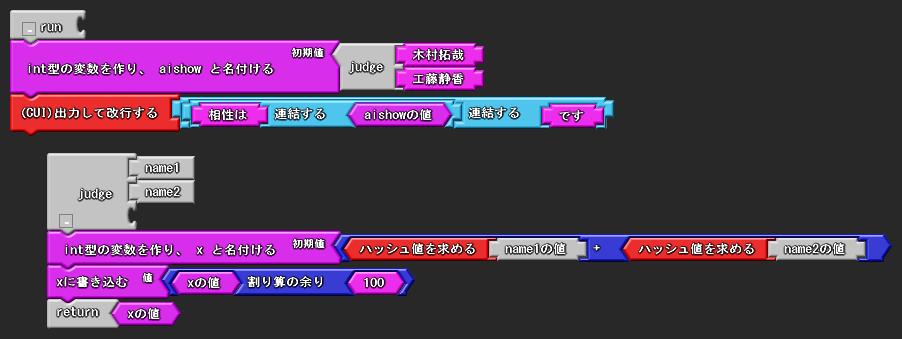 run
int型の変数を作り、 aishow と名付ける 初期値 judge 木村拓哉
工藤静香
(CUI)出力して改行する 相性は 連結する aishowの値 連結する です
judge name1
name2
int型の変数を作り、 x と名付ける 初期値 ハッシュ値を求める name1の値 + ハッシュ値を求める name2の値
xに書き込む 値 xの値 割り算の余り 100
return xの値